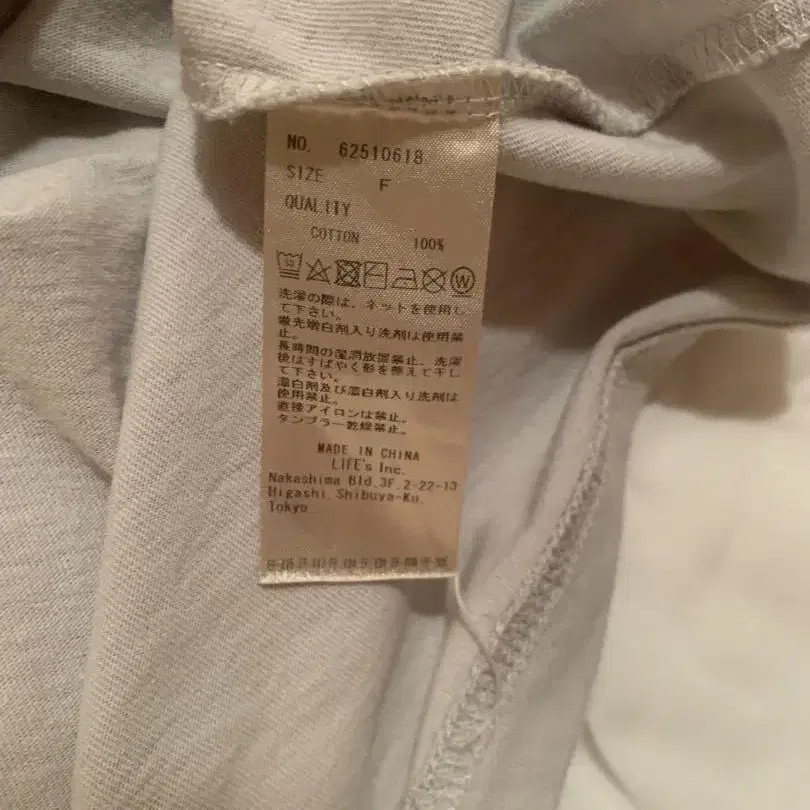 NO. 62510618
SIZE F
QUALITY
COTTON 100%
30
W
洗濯の際は、ネットを使用し
て下さい。
蛍光増白剤入り洗剤は使用禁
止。
長時間の湿潤放置禁止、洗濯
後はすばやく形を整えて干し
て下さい。
漂白剤及び漂白剤入り洗剤は
使用禁止。
直接アイロンは禁止。
タンブラー乾燥禁止。
MADE IN CHINA
LIFE's Inc.
Nakashima Bld.3F.2-22-13
Higashi.Shibuya-Ku.
Tokyo